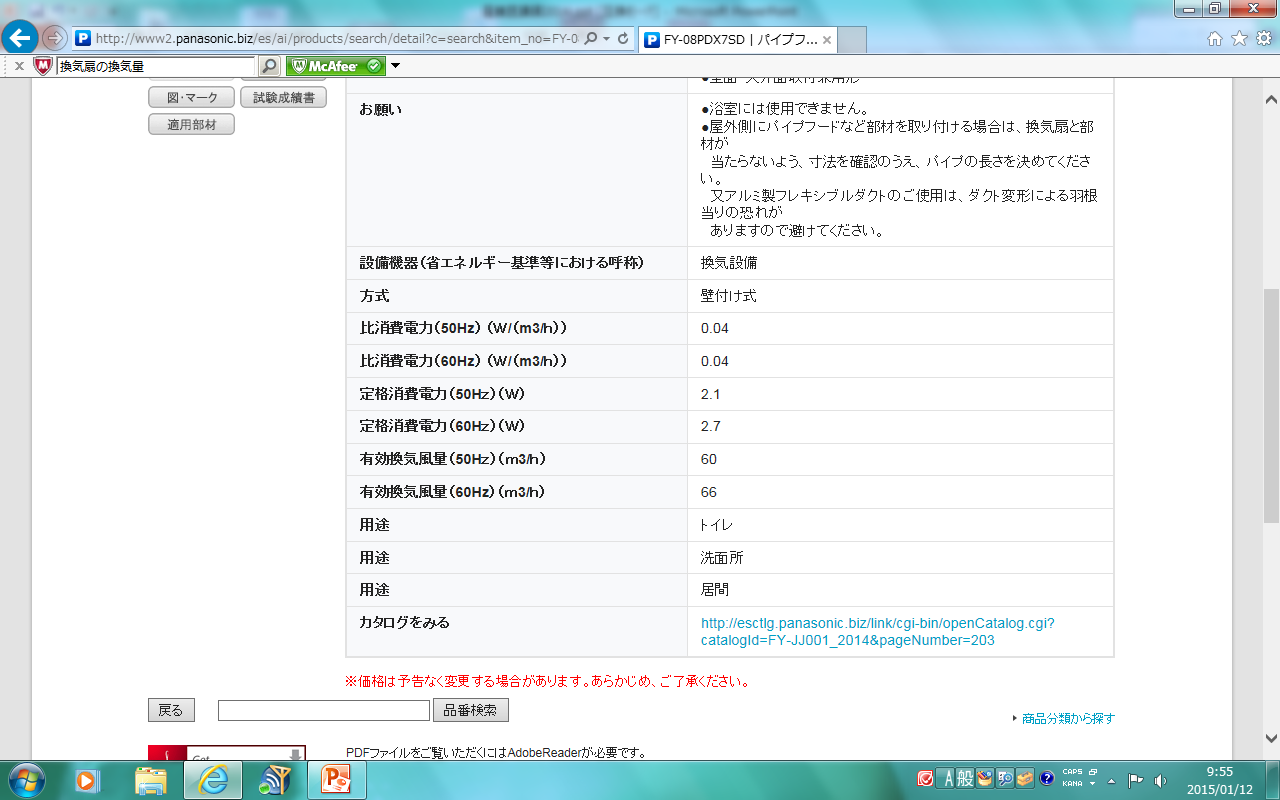 http://www2.panasonic.biz/es/ai/products/search/detail?c=search&item_no=FY-0
FY-08PDX7SD | パイプフ...
換気扇の換気量
McAfee
図・マーク
試験成績書
適用部材
お願い
●浴室には使用できません。
●屋外側にパイプフードなど部材を取り付ける場合は、換気扇と部
材が
当たらないよう、寸法を確認のうえ、パイプの長さを決めてくださ
い。
又アルミ製フレキシブルダクトのご使用は、ダクト変形による羽根
当りの恐れが
ありますので避けてください。
設備機器（省エネルギー基準等における呼称）
換気設備
方式
壁付け式
比消費電力（50Hz）（W/（m3/h））
0.04
比消費電力（60Hz）（W/（m3/h））
0.04
定格消費電力（50Hz）（W）
2.1
定格消費電力（60Hz）（W）
2.7
有効換気風量（50Hz）（m3/h）
60
有効換気風量（60Hz）（m3/h）
66
用途
トイレ
用途
洗面所
用途
居間
カタログをみる
http://esctlg.panasonic.biz/link/cgi-bin/openCatalog.cgi?
catalogId=FY-JJ001_2014&pageNumber=203
※価格は予告なく変更する場合があります。あらかじめ、ご了承ください。
戻る
品番検索
商品分類から探す
Get
PDFファイルをご覧いただくにはAdobeReaderが必要です。
A 般
CAPS
KANA
9:55
2015/01/12